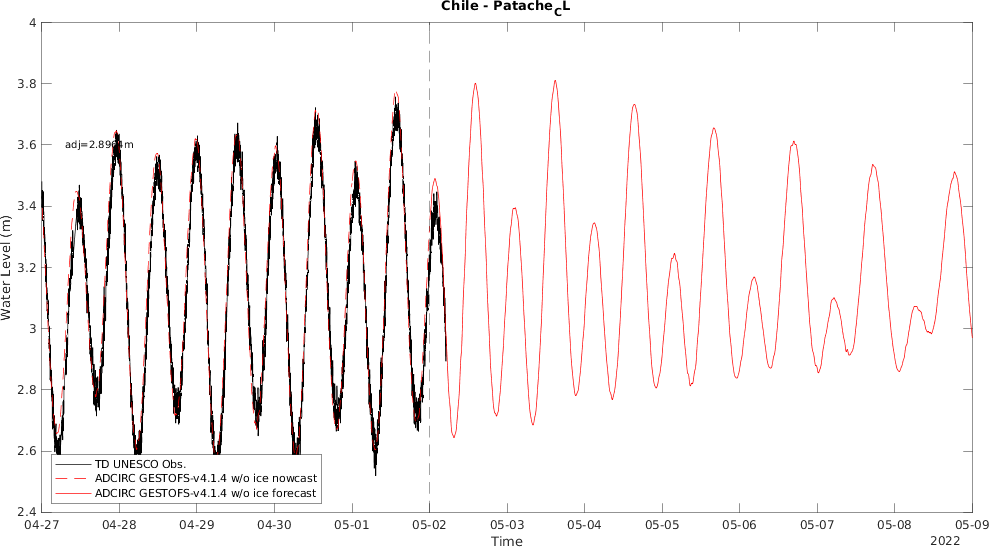 Chile - Patache_CL
4
3.8
3.6
3.4
3.2
3
2.8
2.6
2.4
Water Level (m)
adj=2.8964m
TD UNESCO Obs.
ADCIRC GESTOFS-v4.1.4 w/o ice nowcast
ADCIRC GESTOFS-v4.1.4 w/o ice forecast
04-27 04-28 04-29 04-30 05-01 05-02 05-03 05-04 05-05 05-06 05-07 05-08 05-09
Time
2022